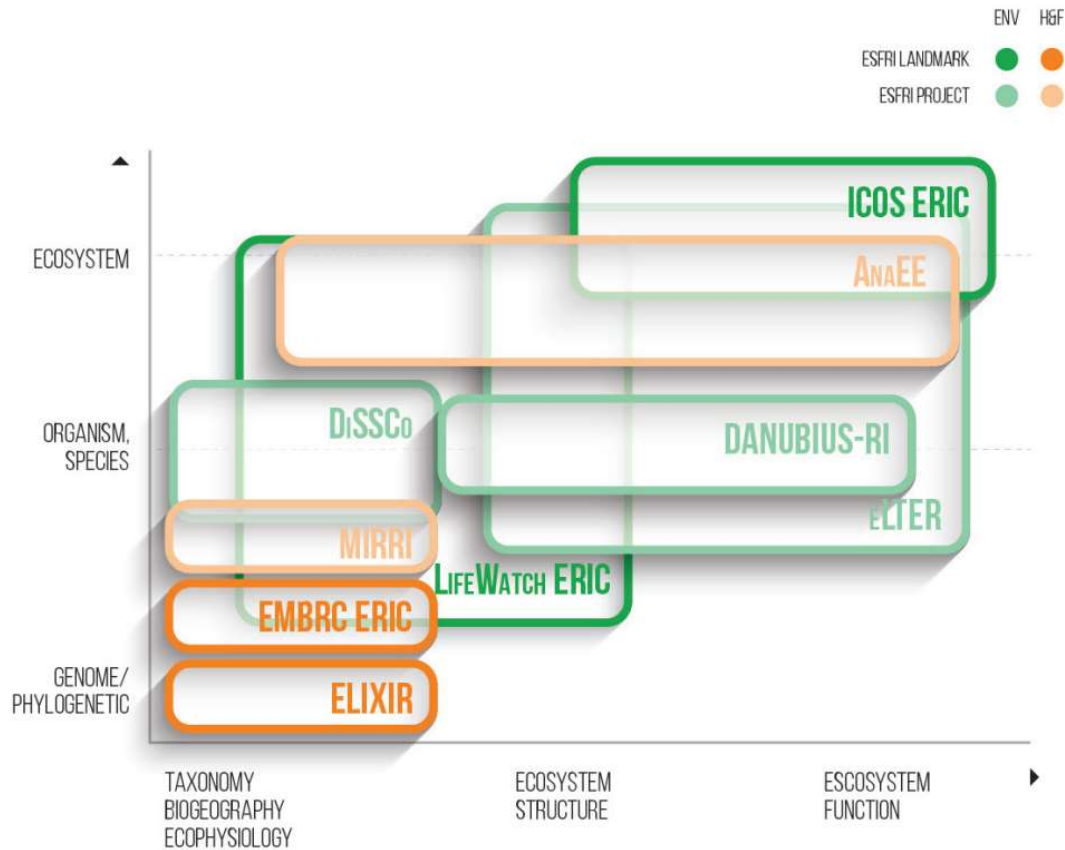 ENV H&F
ESFRI LANDMARK
ESFRI PROJECT
ICOS ERIC
ECOSYSTEM
ANAEE
DISSCO
ORGANISM,
SPECIES
DANUBIUS-RI
ELTER
MIRRI
LIFEWATCH ERIC
EMBRC ERIC
GENOME/
PHYLOGENETIC
ELIXIR
TAXONOMY
BIOGEOGRAPHY
ECOPHYSIOLOGY
ECOSYSTEM
STRUCTURE
ESCOSYSTEM
FUNCTION